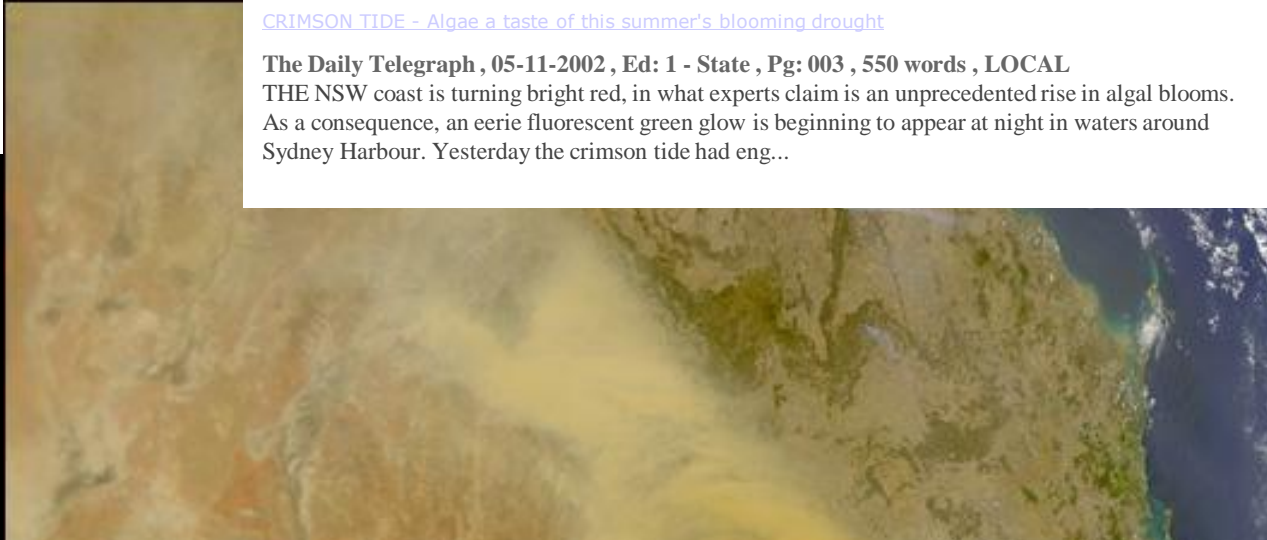 CRIMSON TIDE - Algae a taste of this summer's blooming drought
The Daily Telegraph , 05-11-2002 , Ed: 1 - State , Pg: 003 , 550 words , LOCAL
THE NSW coast is turning bright red, in what experts claim is an unprecedented rise in algal blooms.
As a consequence, an eerie fluorescent green glow is beginning to appear at night in waters around
Sydney Harbour. Yesterday the crimson tide had eng...